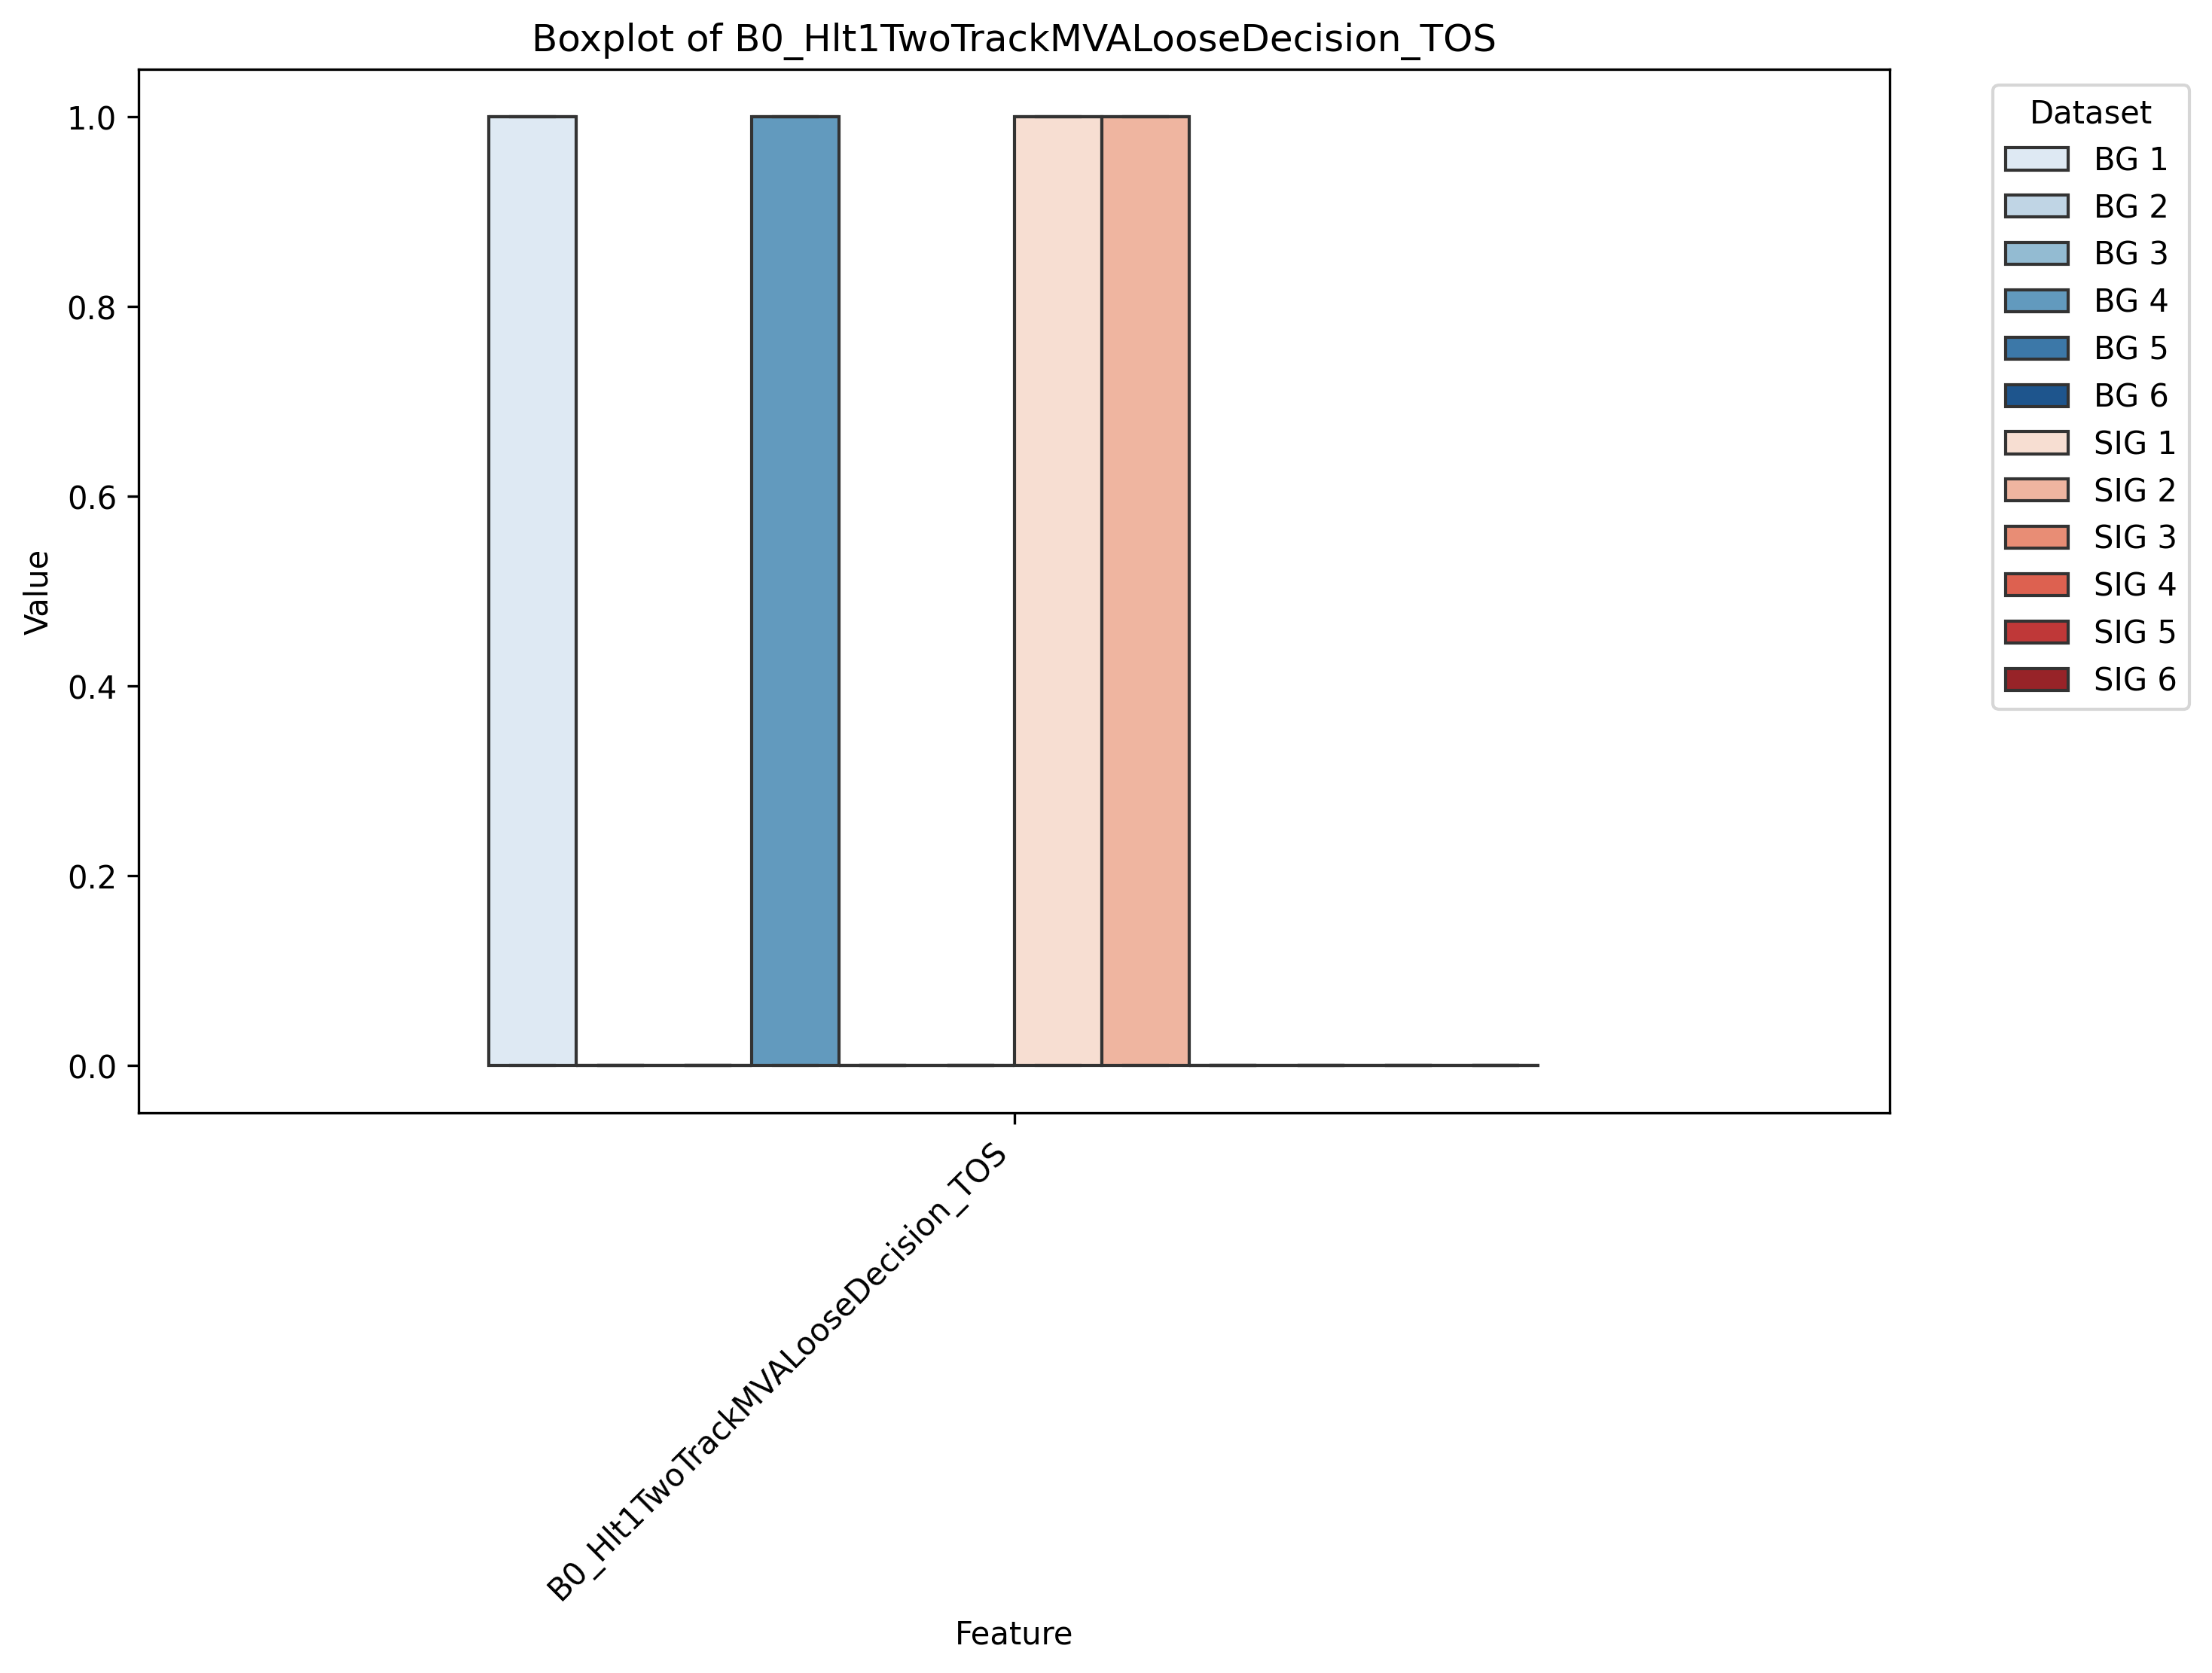 Boxplot of B0_Hlt1TwoTrackMVALooseDecision_TOS
1.0
0.8
0.6
0.4
0.2
0.0
Value
B0_Hlt1TwoTrackMVALooseDecision_TOS
Feature
Dataset
BG 1
BG 2
BG 3
BG 4
BG 5
BG 6
SIG 1
SIG 2
SIG 3
SIG 4
SIG 5
SIG 6